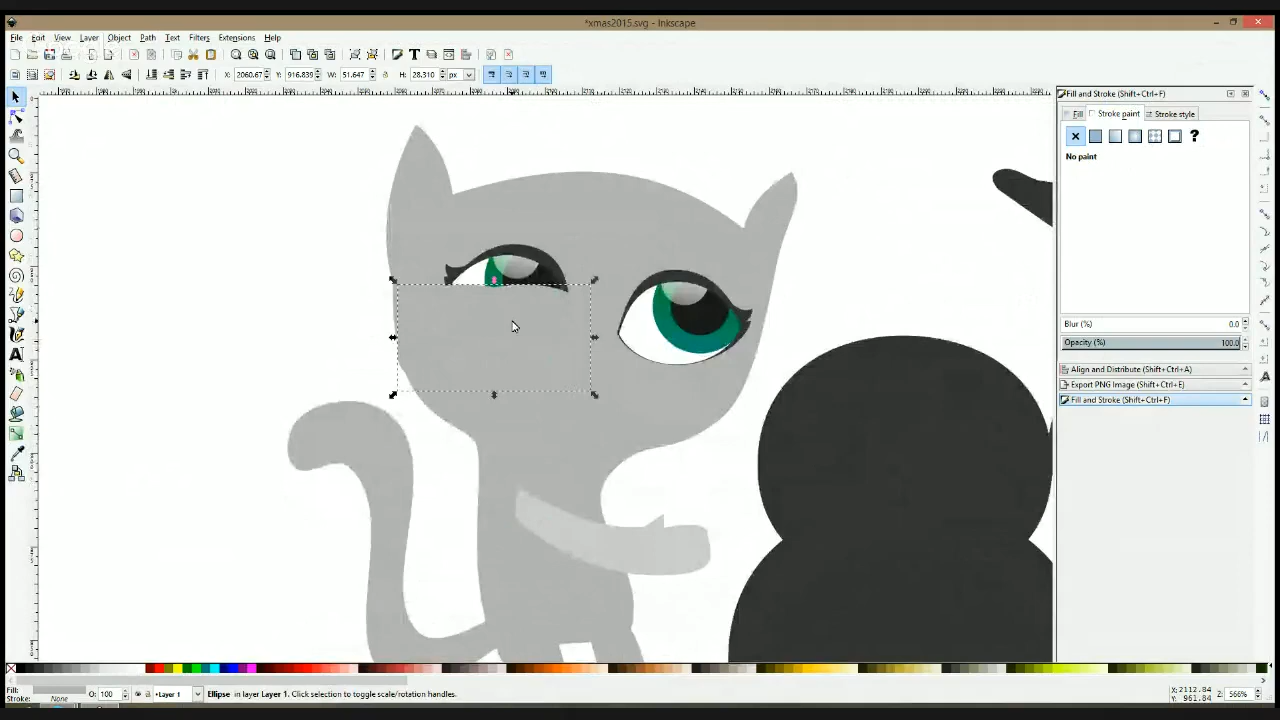 *xmas2015.svg - Inkscape
File Edit View Layer Object Path Text Filters Extensions Help
X: 2060.67 Y: 916.839 W: 51.647 H: 28.310 px
Fill and Stroke (Shift+Ctrl+F)
Fill Stroke paint Stroke style
?
No paint
Blur (%) 0.0
Opacity (%) 100.0
Align and Distribute (Shift+Ctrl+A)
Export PNG Image (Shift+Ctrl+E)
Fill and Stroke (Shift+Ctrl+F)
Fill:
Stroke: None
O: 100
Layer 1
Ellipse in layer Layer 1. Click selection to toggle scale/rotation handles.
X: 2112.84
Y: 961.84
Z: 566%